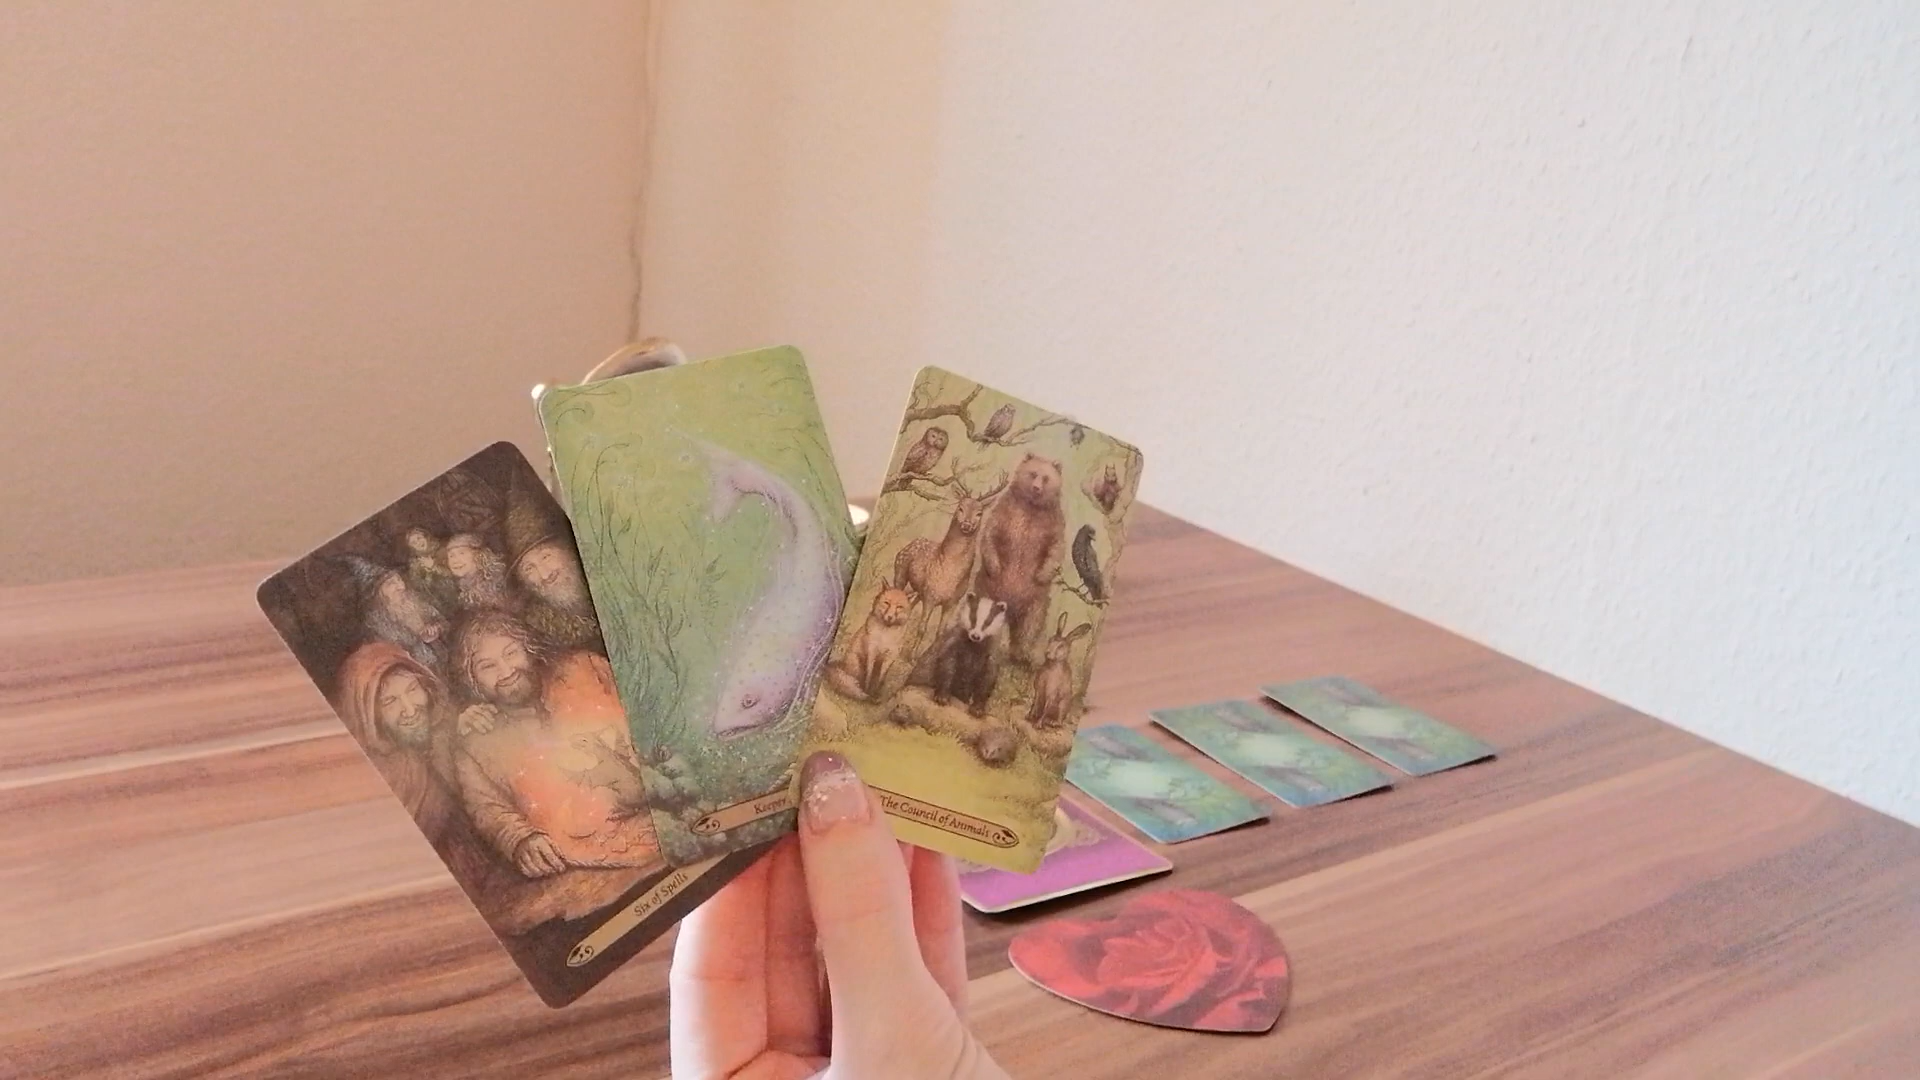 Six of Spells
Keeper
The Council of Animals